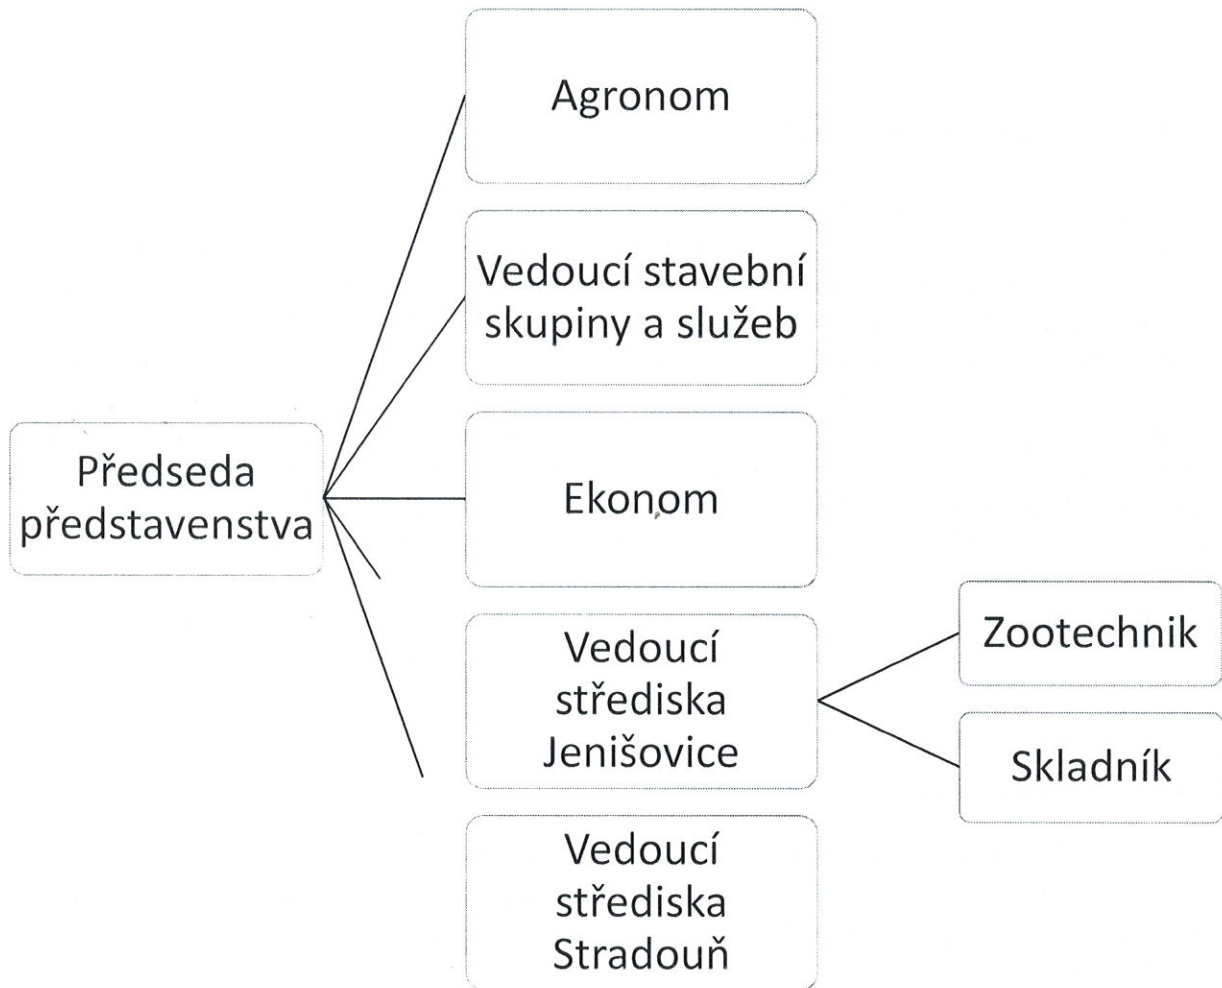 Agronom
Vedoucí stavební
skupiny a služeb
Předseda
představenstva
Ekonom
Vedoucí
střediska
Jenišovice
Zootechnik
Skladník
Vedoucí
střediska
Stradouň